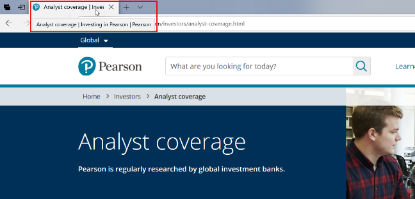 Analyst coverage | Inves
Analyst coverage | Investing in Pearson | Pearson
/investors/analyst-coverage.html
Global
Pearson
What are you looking for today?
Learn
Home > Investors > Analyst coverage
Analyst coverage
Pearson is regularly researched by global investment banks.